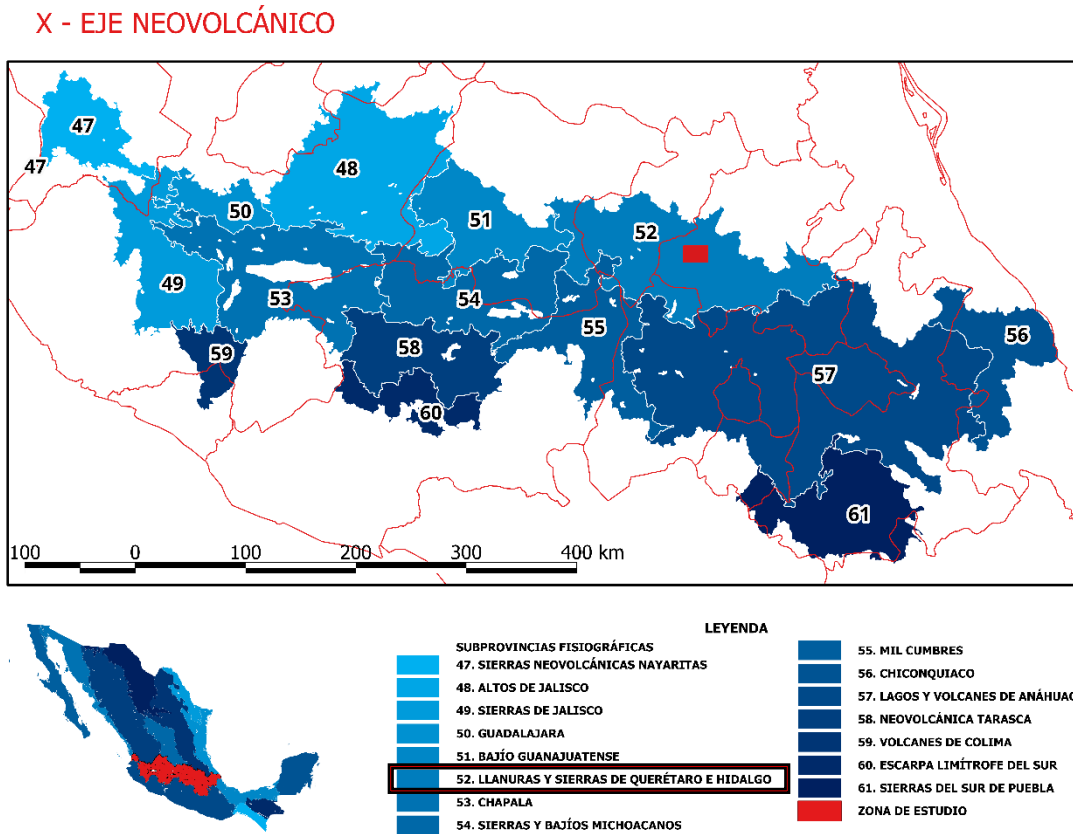 X - EJE NEOVOLCÁNICO
47
47
48
50
51
52
49
53
54
55
56
59
58
57
60
61
100 0 100 200 300 400 km
LEYENDA
SUBPROVINCIAS FISIOGRÁFICAS
47. SIERRAS NEOVOLCÁNICAS NAYARITAS
48. ALTOS DE JALISCO
49. SIERRAS DE JALISCO
50. GUADALAJARA
51. BAJÍO GUANAJUATENSE
52. LLANURAS Y SIERRAS DE QUERÉTARO E HIDALGO
53. CHAPALA
54. SIERRAS Y BAJÍOS MICHOACANOS
55. MIL CUMBRES
56. CHICONQUIACO
57. LAGOS Y VOLCANES DE ANÁHUAC
58. NEOVOLCÁNICA TARASCA
59. VOLCANES DE COLIMA
60. ESCARPA LIMÍTROFE DEL SUR
61. SIERRAS DEL SUR DE PUEBLA
ZONA DE ESTUDIO